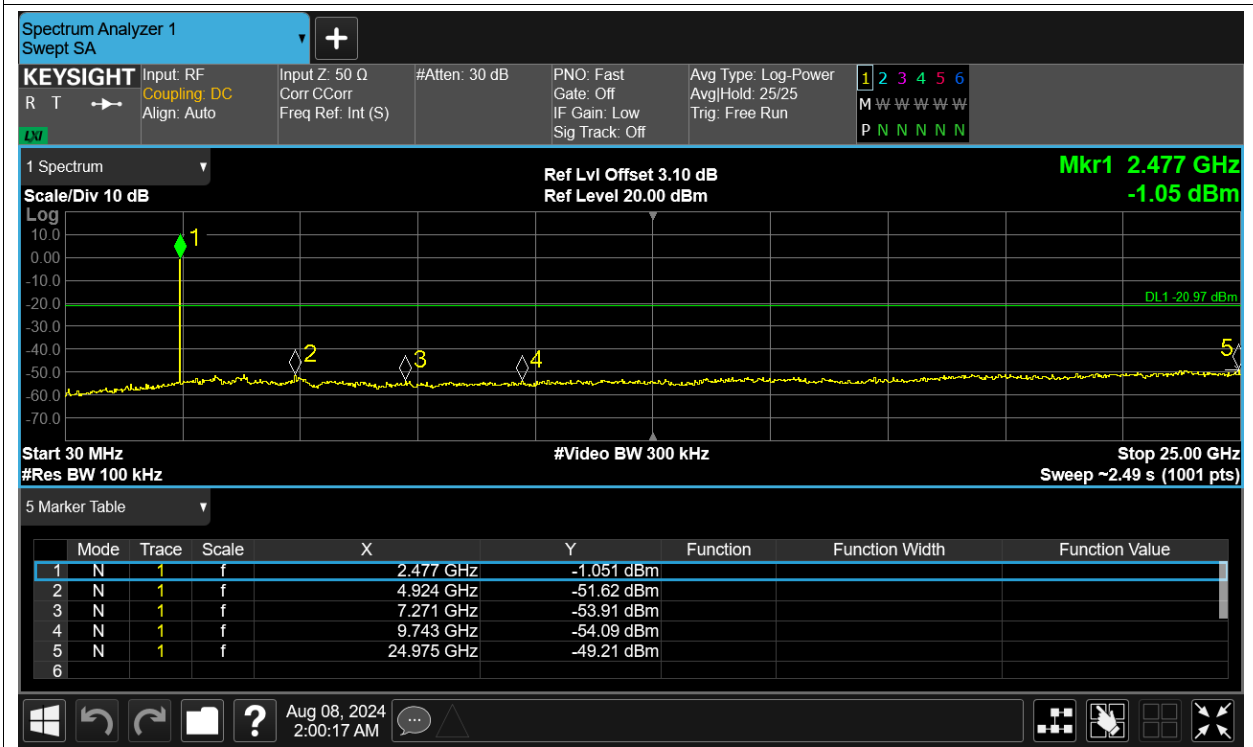 Spectrum Analyzer 1
Swept SA
KEYSIGHT
R T
LXI
Input: RF
Coupling: DC
Align: Auto
Input Z: 50 Ω
Corr CCorr
Freq Ref: Int (S)
#Atten: 30 dB
PNO: Fast
Gate: Off
IF Gain: Low
Sig Track: Off
Avg Type: Log-Power
Avg|Hold: 25/25
Trig: Free Run
1 2 3 4 5 6
M W W W W W
P N N N N N
1 Spectrum
Scale/Div 10 dB
Ref Lvl Offset 3.10 dB
Ref Level 20.00 dBm
Mkr1 2.477 GHz
-1.05 dBm
Log
10.0
0.00
-10.0
-20.0
-30.0
-40.0
-50.0
-60.0
-70.0
1
2
3
4
5
DL1 -20.97 dBm
Start 30 MHz
#Video BW 300 kHz
Stop 25.00 GHz
#Res BW 100 kHz
Sweep ~2.49 s (1001 pts)
5 Marker Table
Mode Trace Scale X Y Function Function Width Function Value
1 N 1 f 2.477 GHz -1.051 dBm
2 N 1 f 4.924 GHz -51.62 dBm
3 N 1 f 7.271 GHz -53.91 dBm
4 N 1 f 9.743 GHz -54.09 dBm
5 N 1 f 24.975 GHz -49.21 dBm
6
?
Aug 08, 2024
2:00:17 AM